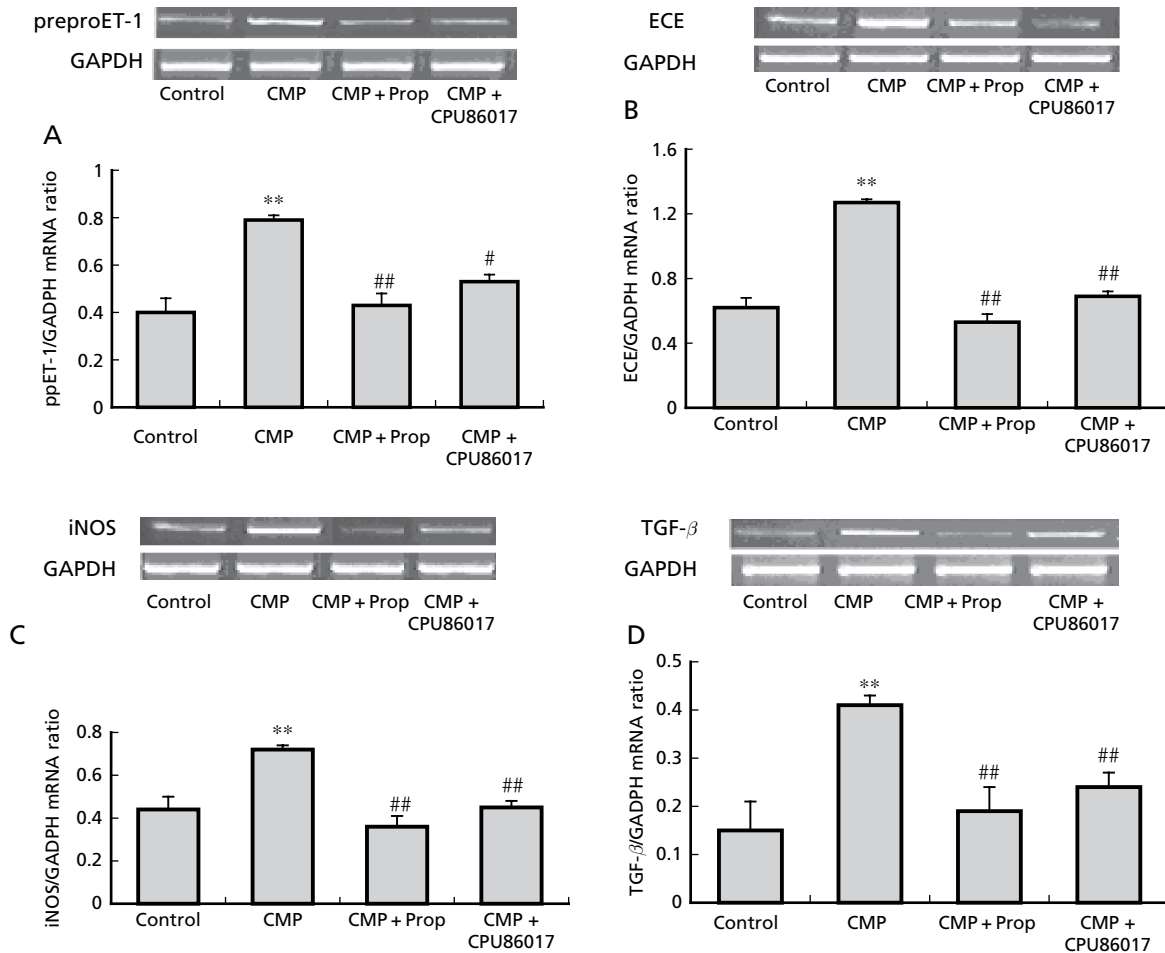 preproET-1
GAPDH
Control CMP CMP + Prop CMP +
CPU86017
A
ppET-1/GADPH mRNA ratio
1
0.8
0.6
0.4
0.2
0
**
##
#
Control CMP CMP + Prop CMP +
CPU86017
ECE
GAPDH
Control CMP CMP + Prop CMP +
CPU86017
B
ECE/GADPH mRNA ratio
1.6
1.2
0.8
0.4
0
**
##
##
Control CMP CMP + Prop CMP +
CPU86017
iNOS
GAPDH
Control CMP CMP + Prop CMP +
CPU86017
C
iNOS/GADPH mRNA ratio
0.8
0.6
0.4
0.2
0
**
##
##
Control CMP CMP + Prop CMP +
CPU86017
TGF-β
GAPDH
Control CMP CMP + Prop CMP +
CPU86017
D
TGF-β/GADPH mRNA ratio
0.5
0.4
0.3
0.2
0.1
0
**
##
##
Control CMP CMP + Prop CMP +
CPU86017